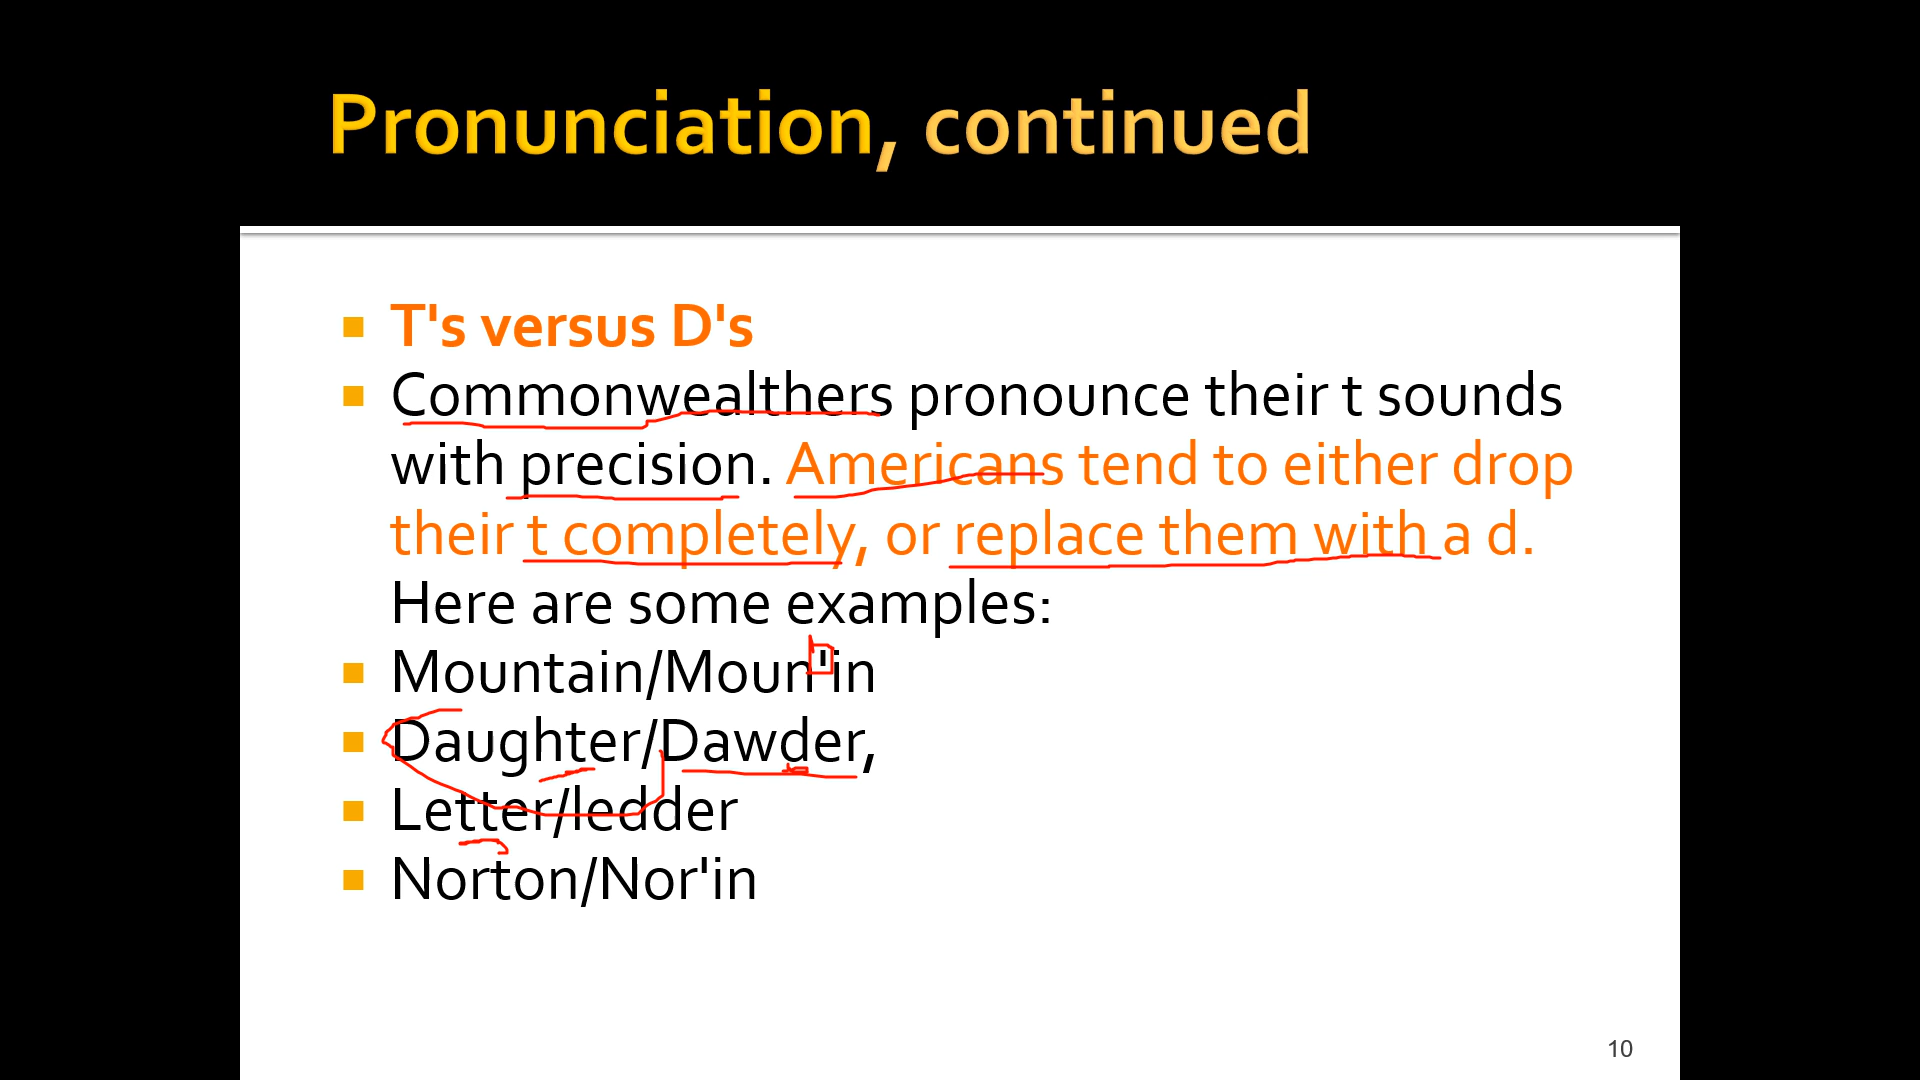 Pronunciation, continued
T's versus D's
Commonwealthers pronounce their t sounds
with precision. Americans tend to either drop
their t completely, or replace them with a d.
Here are some examples:
Mountain/Moun'in
Daughter/Dawder,
Letter/ledder
Norton/Nor'in
10